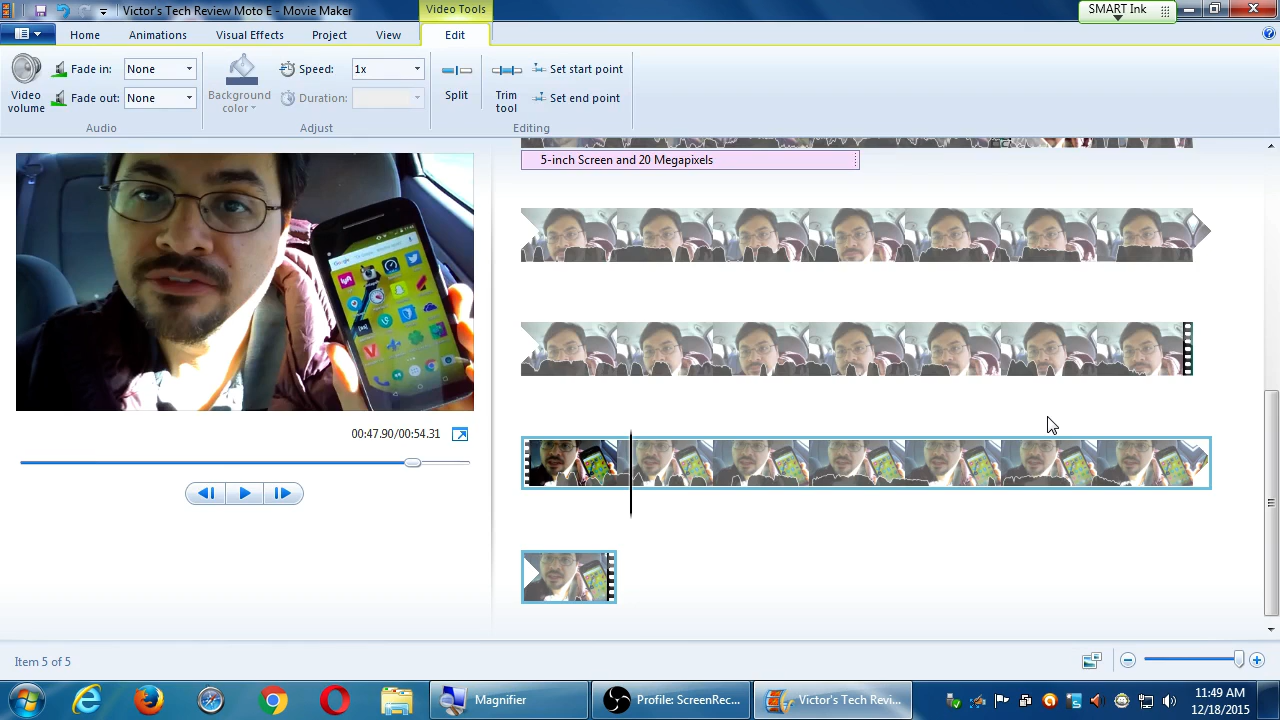 Victor's Tech Review Moto E - Movie Maker
Video Tools
SMART Ink
Home
Animations
Visual Effects
Project
View
Edit
Video volume
Fade in:
None
Fade out:
None
Audio
Background color
Speed:
1x
Duration:
Adjust
Split
Trim tool
Set start point
Set end point
Editing
5-inch Screen and 20 Megapixels
00:47.90/00:54.31
Item 5 of 5
Magnifier
Profile: ScreenRec...
Victor's Tech Revi...
11:49 AM
12/18/2015